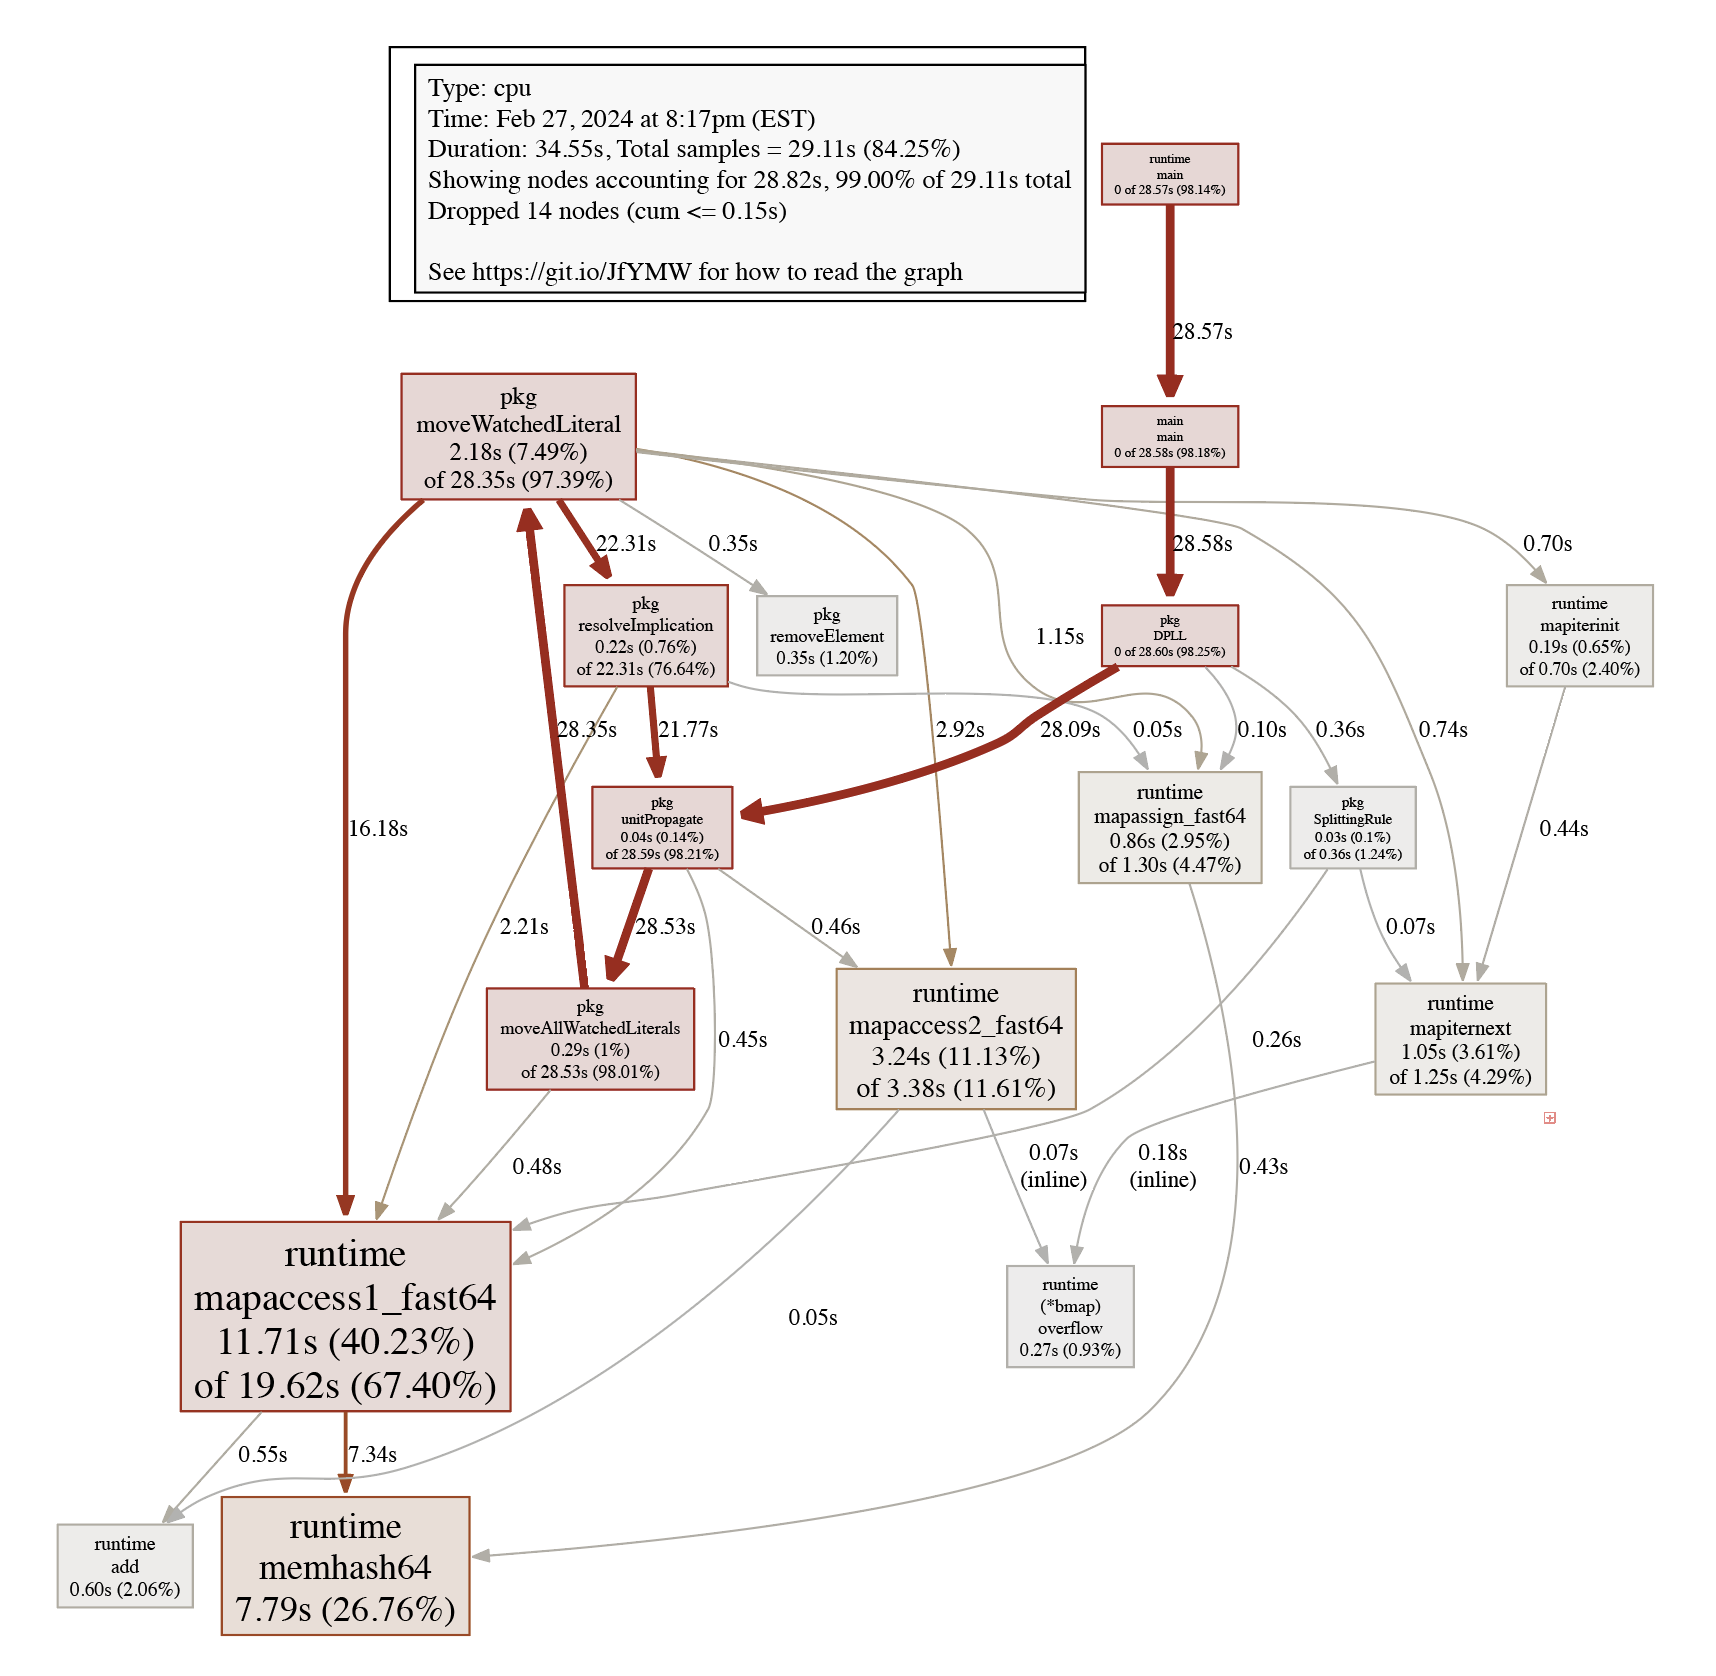 Type: cpu
Time: Feb 27, 2024 at 8:17pm (EST)
Duration: 34.55s, Total samples = 29.11s (84.25%)
Showing nodes accounting for 28.82s, 99.00% of 29.11s total
Dropped 14 nodes (cum <= 0.15s)
See https://git.io/JfYMW for how to read the graph
runtime
main
0 of 28.57s (98.14%)
28.57s
pkg
moveWatchedLiteral
2.18s (7.49%)
of 28.35s (97.39%)
main
main
0 of 28.58s (98.18%)
22.31s
0.35s
28.58s
0.70s
pkg
resolveImplication
0.22s (0.76%)
of 22.31s (76.64%)
pkg
removeElement
0.35s (1.20%)
1.15s
pkg
DPLL
0 of 28.60s (98.25%)
runtime
mapiterinit
0.19s (0.65%)
of 0.70s (2.40%)
28.35s
21.77s
2.92s
28.09s
0.05s
0.10s
0.36s
0.74s
16.18s
pkg
unitPropagate
0.04s (0.14%)
of 28.59s (98.21%)
runtime
mapassign_fast64
0.86s (2.95%)
of 1.30s (4.47%)
pkg
SplittingRule
0.03s (0.1%)
of 0.36s (1.24%)
0.44s
2.21s
28.53s
0.46s
0.07s
pkg
moveAllWatchedLiterals
0.29s (1%)
of 28.53s (98.01%)
0.45s
runtime
mapaccess2_fast64
3.24s (11.13%)
of 3.38s (11.61%)
0.26s
runtime
mapiternext
1.05s (3.61%)
of 1.25s (4.29%)
0.48s
0.07s
(inline)
0.18s
(inline)
0.43s
runtime
mapaccess1_fast64
11.71s (40.23%)
of 19.62s (67.40%)
0.05s
runtime
(*bmap)
overflow
0.27s (0.93%)
0.55s
7.34s
runtime
add
0.60s (2.06%)
runtime
memhash64
7.79s (26.76%)